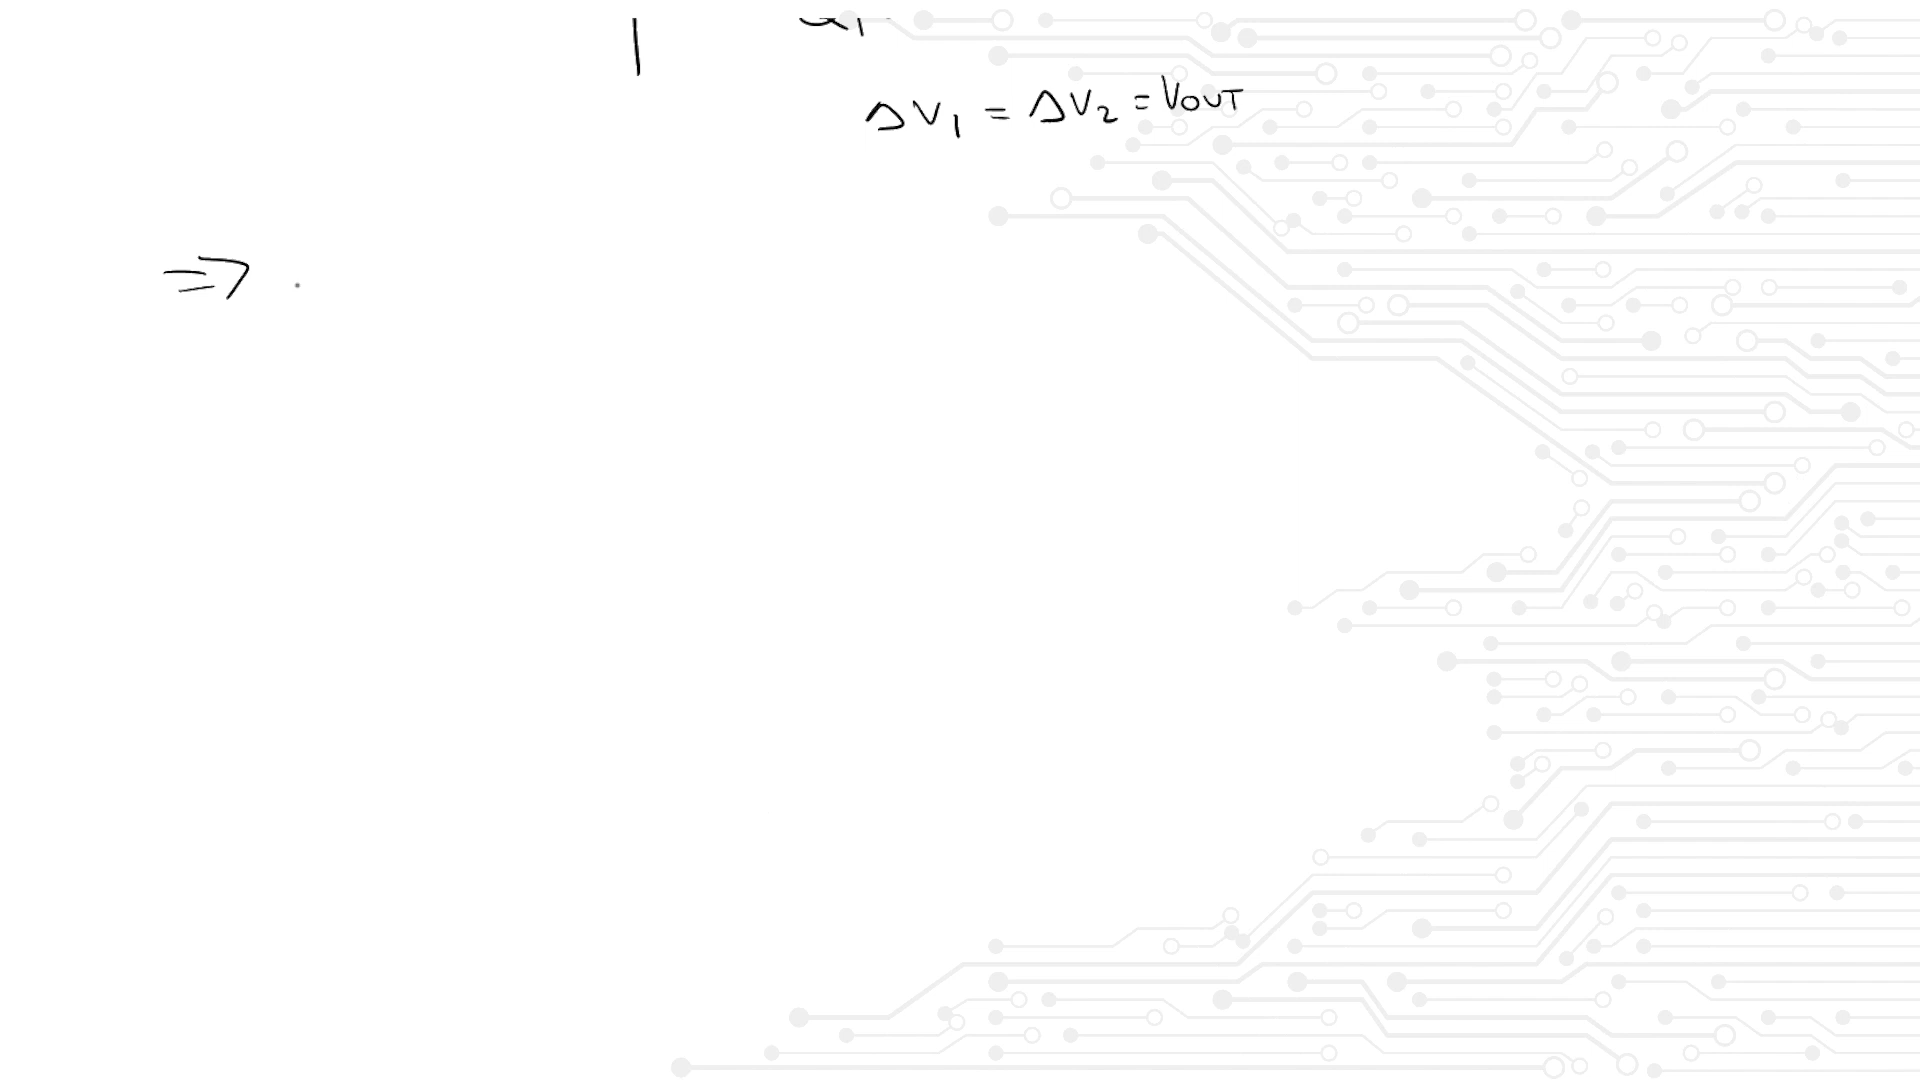 ΔV₁ = ΔV₂ = VOUT
⇒ .